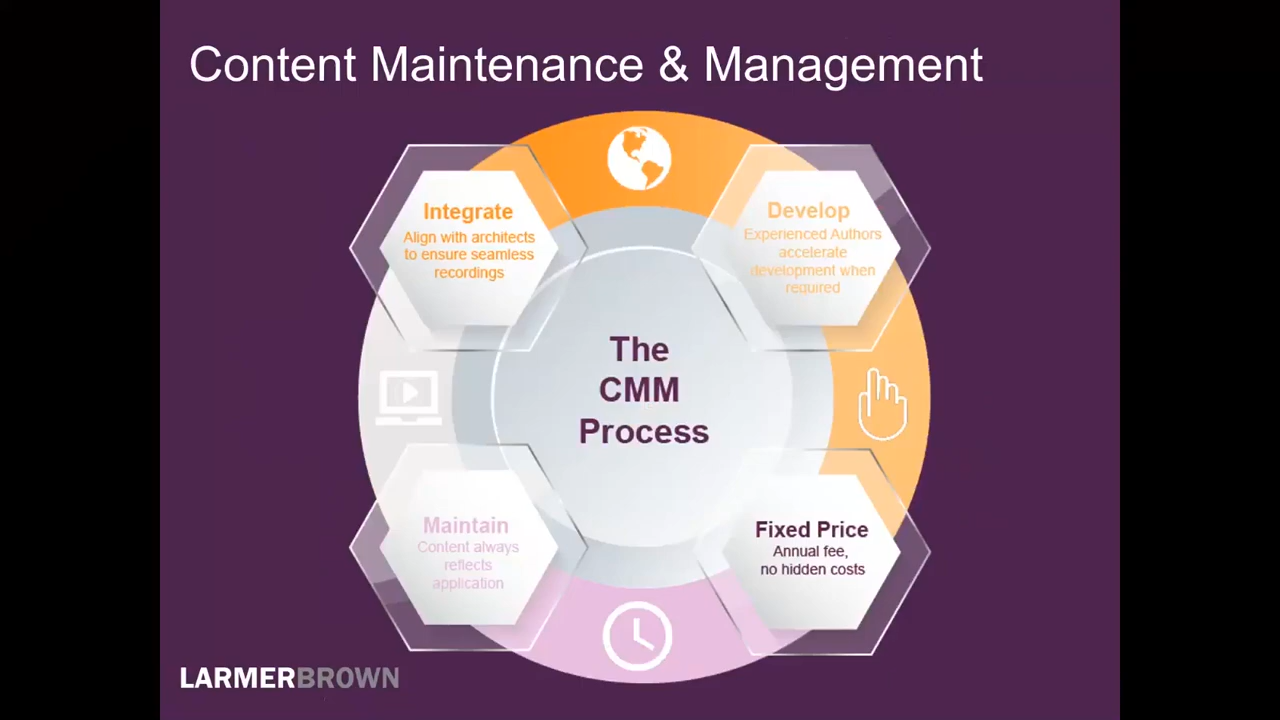 Content Maintenance & Management
Integrate
Align with architects
to ensure seamless
recordings
Develop
Experienced Authors
accelerate
development when
required
The
CMM
Process
Maintain
Content always
reflects
application
Fixed Price
Annual fee,
no hidden costs
LARMERBROWN